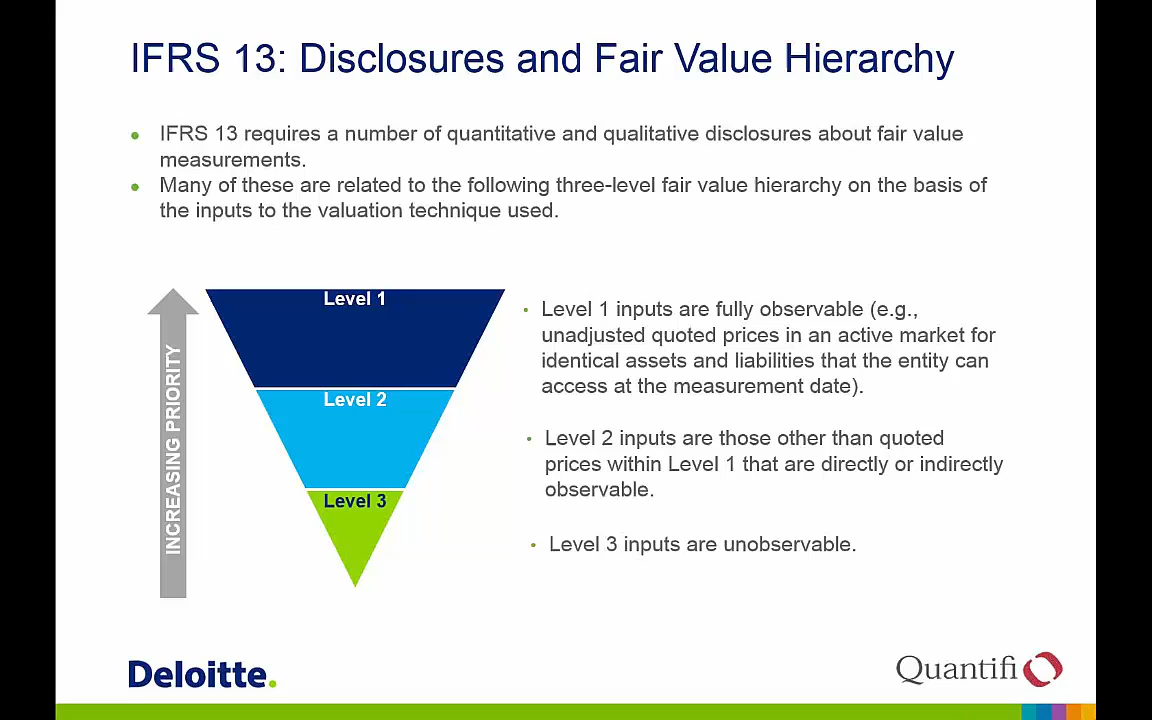 IFRS 13: Disclosures and Fair Value Hierarchy
• IFRS 13 requires a number of quantitative and qualitative disclosures about fair value
measurements.
• Many of these are related to the following three-level fair value hierarchy on the basis of
the inputs to the valuation technique used.
INCREASING PRIORITY
Level 1
Level 2
Level 3
• Level 1 inputs are fully observable (e.g.,
unadjusted quoted prices in an active market for
identical assets and liabilities that the entity can
access at the measurement date).
• Level 2 inputs are those other than quoted
prices within Level 1 that are directly or indirectly
observable.
• Level 3 inputs are unobservable.
Deloitte.
Quantifi